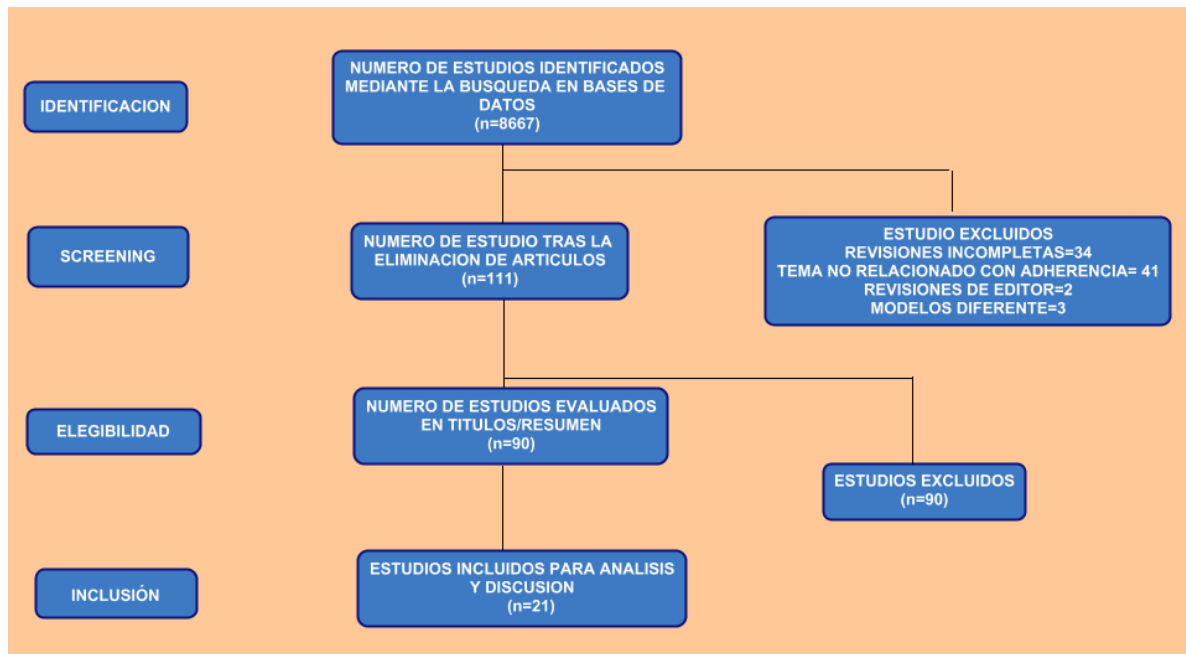 IDENTIFICACION
NUMERO DE ESTUDIOS IDENTIFICADOS
MEDIANTE LA BUSQUEDA EN BASES DE
DATOS
(n=8667)
SCREENING
NUMERO DE ESTUDIO TRAS LA
ELIMINACION DE ARTICULOS
(n=111)
ESTUDIO EXCLUIDOS
REVISIONES INCOMPLETAS=34
TEMA NO RELACIONADO CON ADHERENCIA= 41
REVISIONES DE EDITOR=2
MODELOS DIFERENTE=3
ELEGIBILIDAD
NUMERO DE ESTUDIOS EVALUADOS
EN TITULOS/RESUMEN
(n=90)
ESTUDIOS EXCLUIDOS
(n=90)
INCLUSIÓN
ESTUDIOS INCLUIDOS PARA ANALISIS
Y DISCUSION
(n=21)